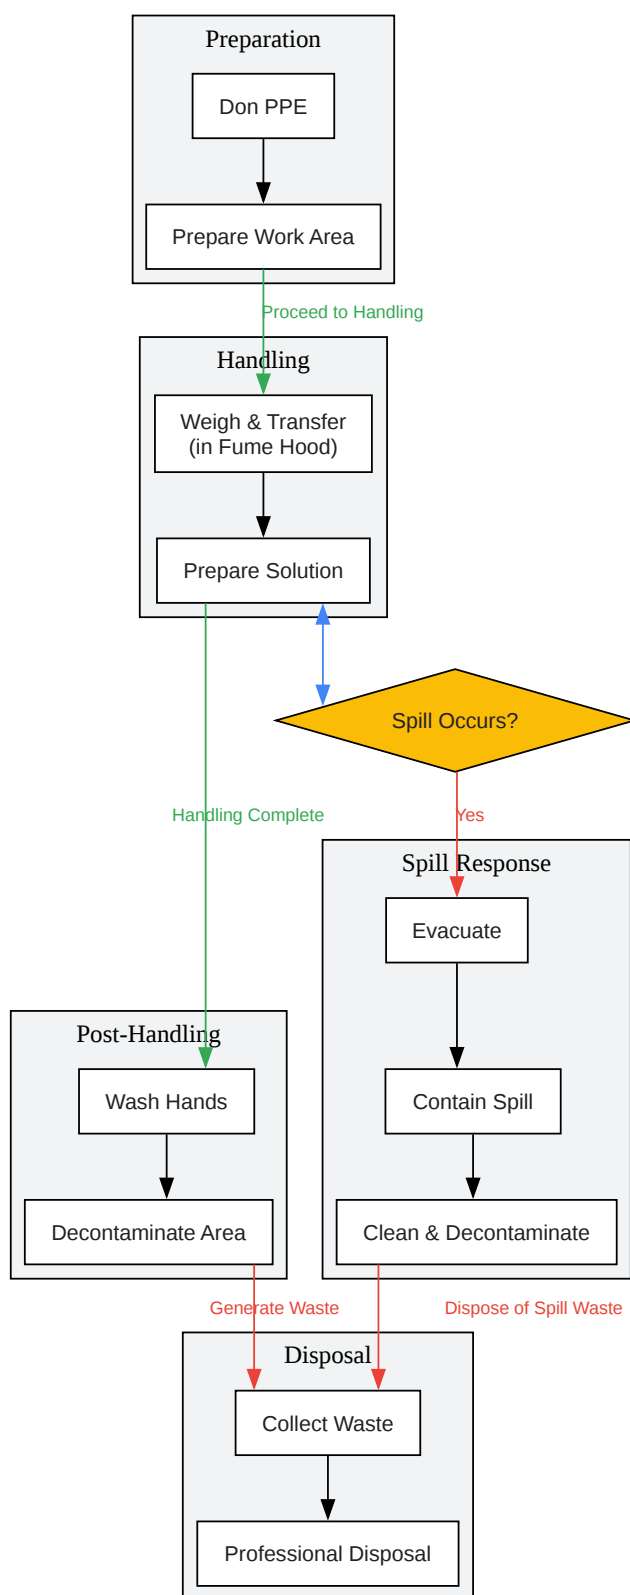 Preparation
Don PPE
Prepare Work Area
Proceed to Handling
Handling
Weigh & Transfer
(in Fume Hood)
Prepare Solution
Spill Occurs?
Handling Complete
Yes
Spill Response
Evacuate
Post-Handling
Wash Hands
Contain Spill
Decontaminate Area
Clean & Decontaminate
Generate Waste
Dispose of Spill Waste
Disposal
Collect Waste
Professional Disposal